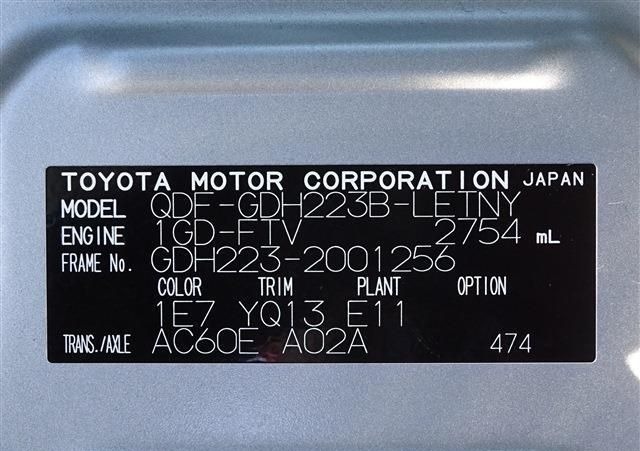 TOYOTA MOTOR CORPORATION JAPAN
MODEL QDF-GDH223B-LETNY
ENGINE 1GD-FTV 2754 mL
FRAME No. GDH223-2001256
COLOR TRIM PLANT OPTION
1E7 YQ13 E11
TRANS./AXLE AC60E A02A 474